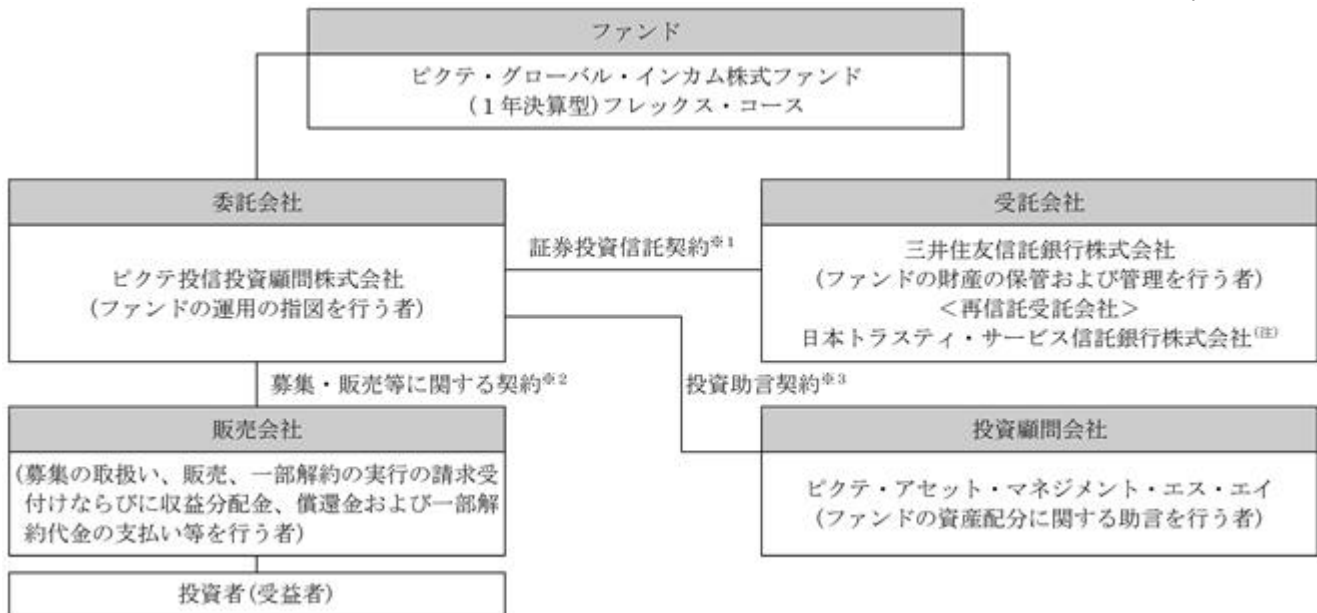 ファンド
ピクテ・グローバル・インカム株式ファンド
(1年決算型)フレックス・コース
委託会社
ピクテ投信投資顧問株式会社
(ファンドの運用の指図を行う者)
証券投資信託契約※1
受託会社
三井住友信託銀行株式会社
(ファンドの財産の保管および管理を行う者)
<再信託受託会社>
日本トラスティ・サービス信託銀行株式会社(注)
募集・販売等に関する契約※2
投資助言契約※3
販売会社
(募集の取扱い、販売、一部解約の実行の請求受
付けならびに収益分配金、償還金および一部解
約代金の支払い等を行う者)
投資顧問会社
ピクテ・アセット・マネジメント・エス・エイ
(ファンドの資産配分に関する助言を行う者)
投資者(受益者)